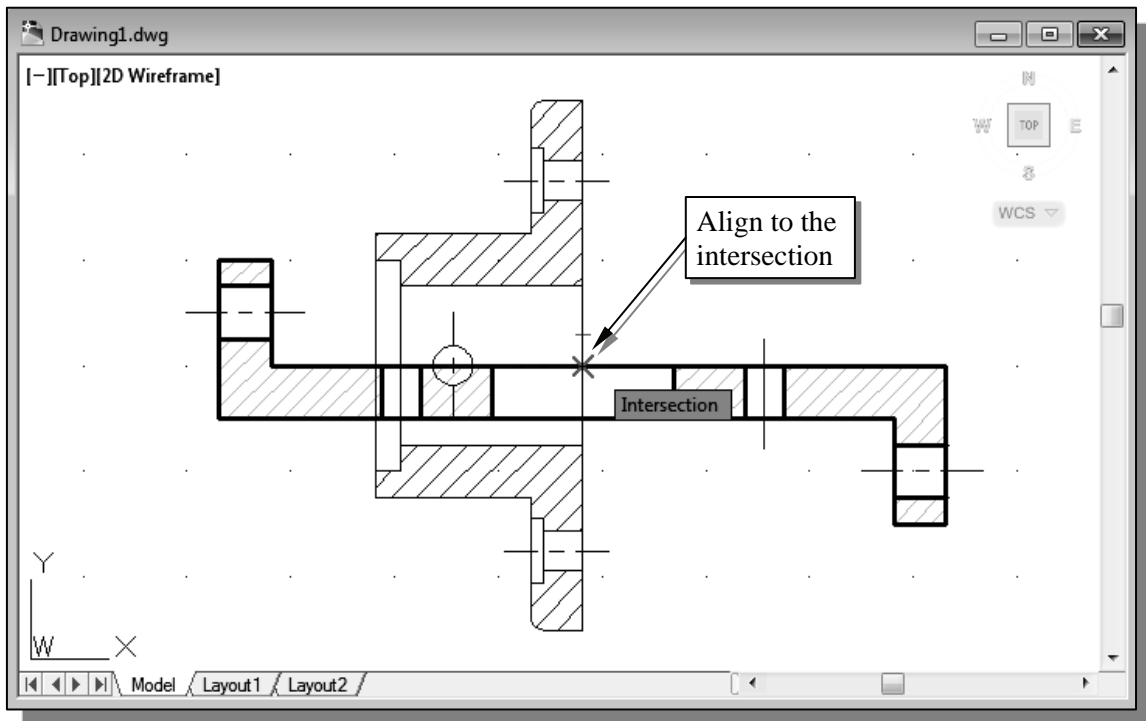 Drawing1.dwg
[−][Top][2D Wireframe]
N
W
TOP
E
S
WCS
Align to the
intersection
Intersection
Y
W
X
Model
Layout1
Layout2